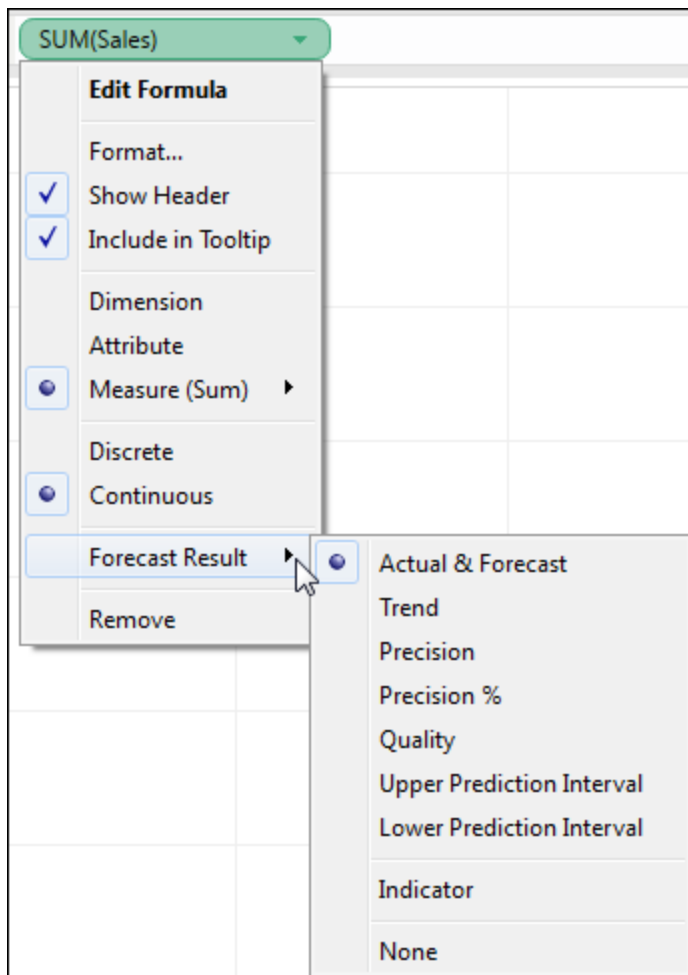 SUM(Sales)
Edit Formula
Format...
Show Header
Include in Tooltip
Dimension
Attribute
Measure (Sum)
Discrete
Continuous
Forecast Result
Remove
Actual & Forecast
Trend
Precision
Precision %
Quality
Upper Prediction Interval
Lower Prediction Interval
Indicator
None